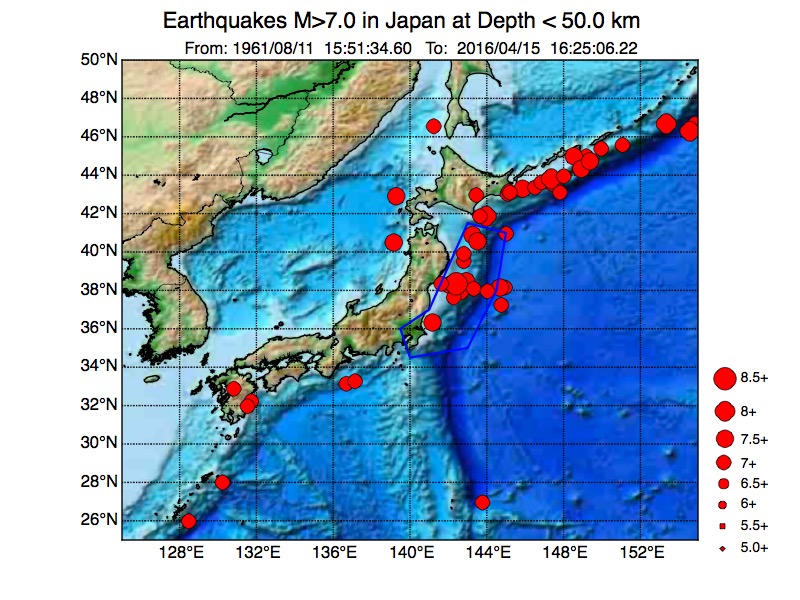 Earthquakes M>7.0 in Japan at Depth < 50.0 km
From: 1961/08/11 15:51:34.60 To: 2016/04/15 16:25:06.22
50°N
48°N
46°N
44°N
42°N
40°N
38°N
36°N
34°N
32°N
30°N
28°N
26°N
128°E 132°E 136°E 140°E 144°E 148°E 152°E
8.5+
8+
7.5+
7+
6.5+
6+
5.5+
5.0+